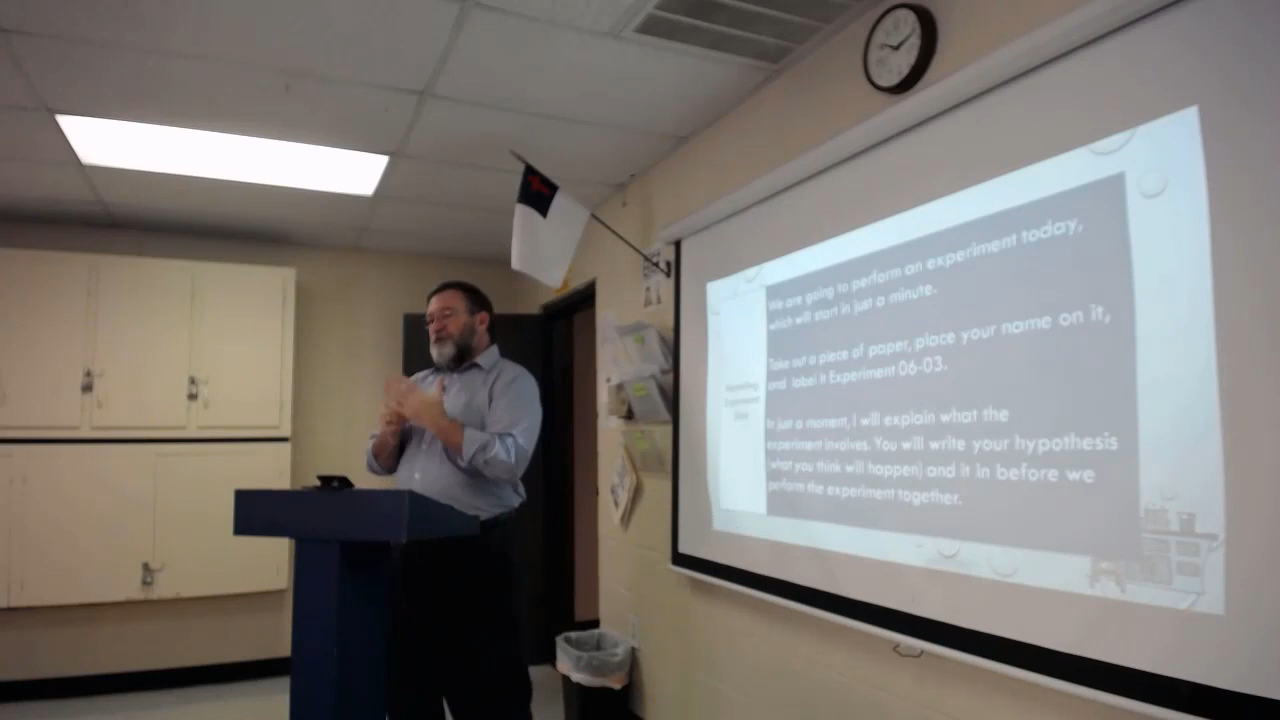 We are going to perform an experiment today,
which will start in just a minute.
Take out a piece of paper, place your name on it,
and label it Experiment 06-03.
In just a moment, I will explain what the
experiment involves. You will write your hypothesis
(what you think will happen) and it in before we
perform the experiment together.